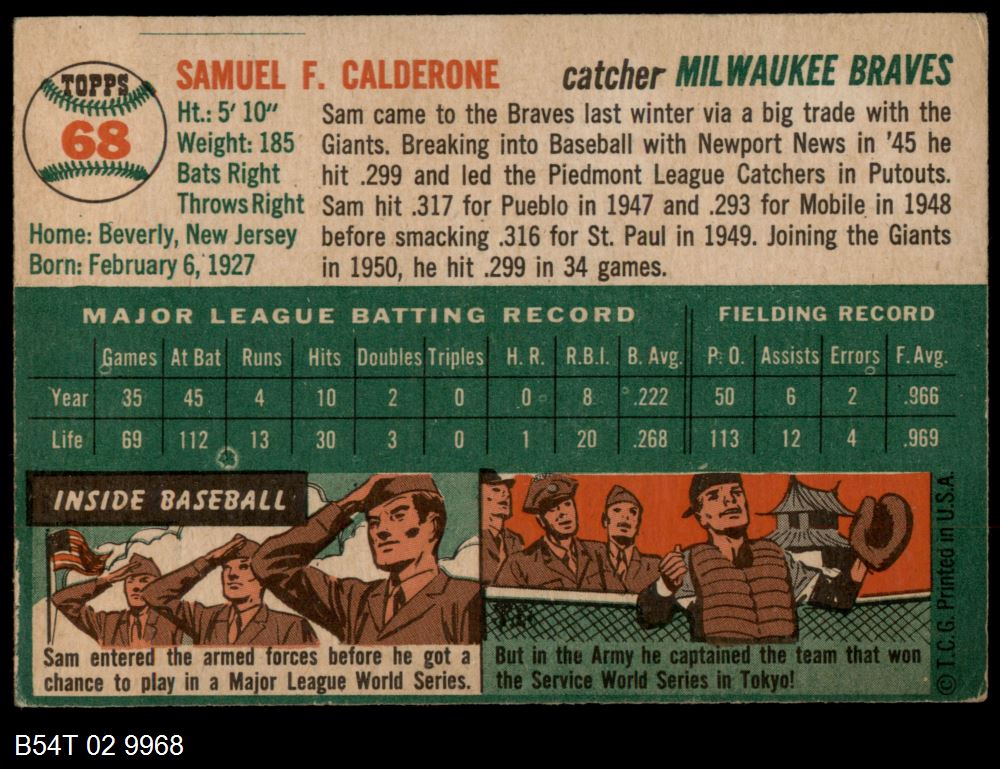 TOPPS
68
SAMUEL F. CALDERONE
catcher MILWAUKEE BRAVES
Ht.: 5' 10"
Weight: 185
Bats Right
Throws Right
Home: Beverly, New Jersey
Born: February 6, 1927
Sam came to the Braves last winter via a big trade with the
Giants. Breaking into Baseball with Newport News in '45 he
hit .299 and led the Piedmont League Catchers in Putouts.
Sam hit .317 for Pueblo in 1947 and .293 for Mobile in 1948
before smacking .316 for St. Paul in 1949. Joining the Giants
in 1950, he hit .299 in 34 games.
MAJOR LEAGUE BATTING RECORD FIELDING RECORD
Games At Bat Runs Hits Doubles Triples H. R. R.B.I. B. Avg. P. O. Assists Errors F. Avg.
Year 35 45 4 10 2 0 0 8 .222 50 6 2 .966
Life 69 112 13 30 3 0 1 20 .268 113 12 4 .969
INSIDE BASEBALL
Sam entered the armed forces before he got a
chance to play in a Major League World Series.
But in the Army he captained the team that won
the Service World Series in Tokyo!
© T.C.G. Printed in U.S.A.
B54T 02 9968